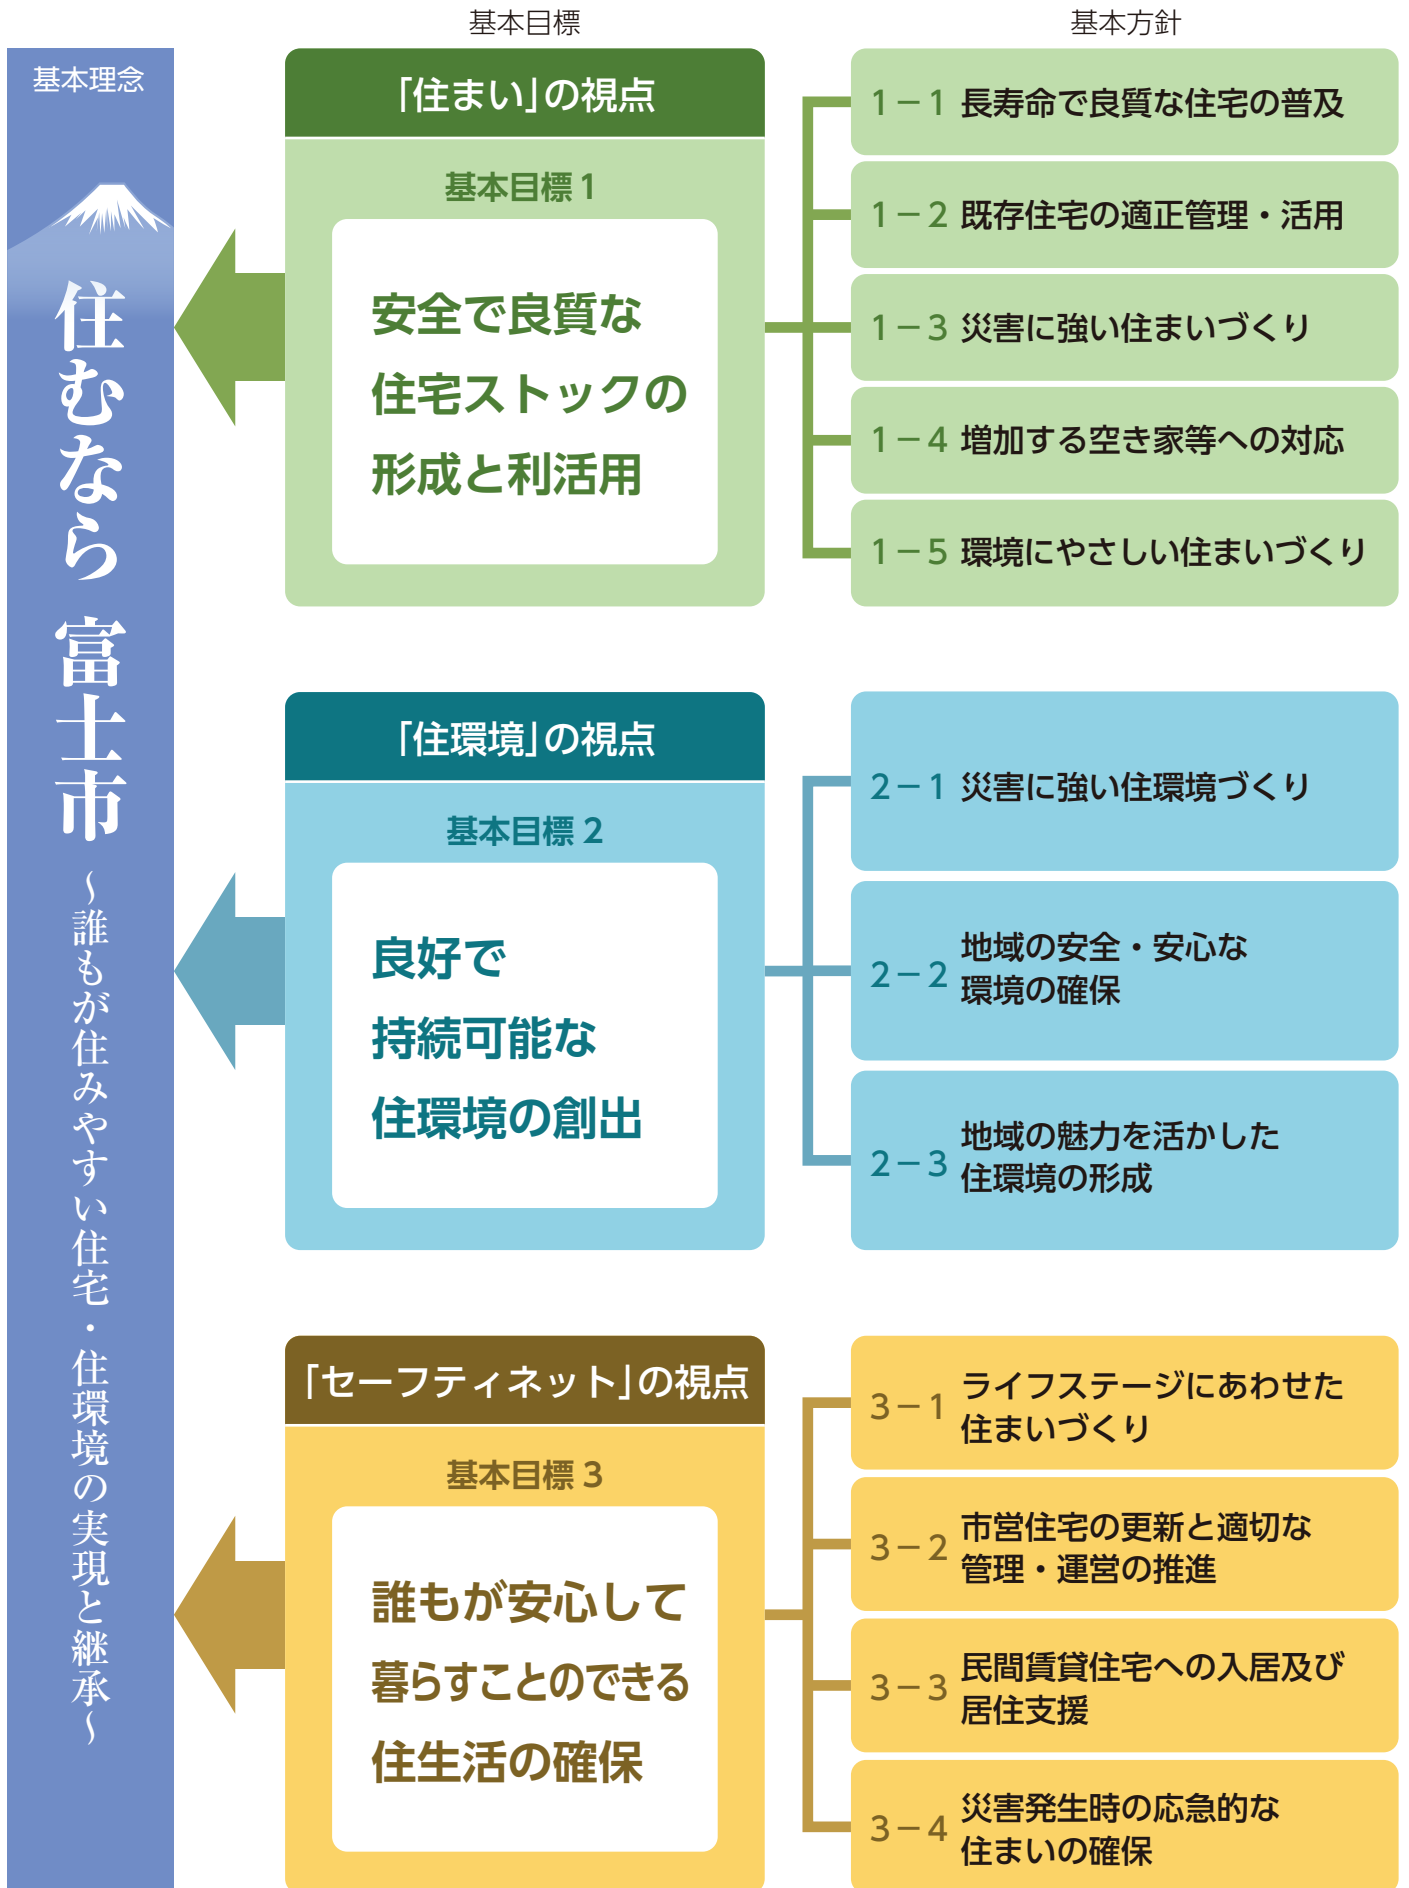 基本目標
基本方針
基本理念
住むなら 富士市
～誰もが住みやすい住宅・住環境の実現と継承～
「住まい」の視点
基本目標 1
安全で良質な
住宅ストックの
形成と利活用
1－1 長寿命で良質な住宅の普及
1－2 既存住宅の適正管理・活用
1－3 災害に強い住まいづくり
1－4 増加する空き家等への対応
1－5 環境にやさしい住まいづくり
「住環境」の視点
基本目標 2
良好で
持続可能な
住環境の創出
2－1 災害に強い住環境づくり
2－2 地域の安全・安心な
環境の確保
2－3 地域の魅力を活かした
住環境の形成
「セーフティネット」の視点
基本目標 3
誰もが安心して
暮らすことのできる
住生活の確保
3－1 ライフステージにあわせた
住まいづくり
3－2 市営住宅の更新と適切な
管理・運営の推進
3－3 民間賃貸住宅への入居及び
居住支援
3－4 災害発生時の応急的な
住まいの確保